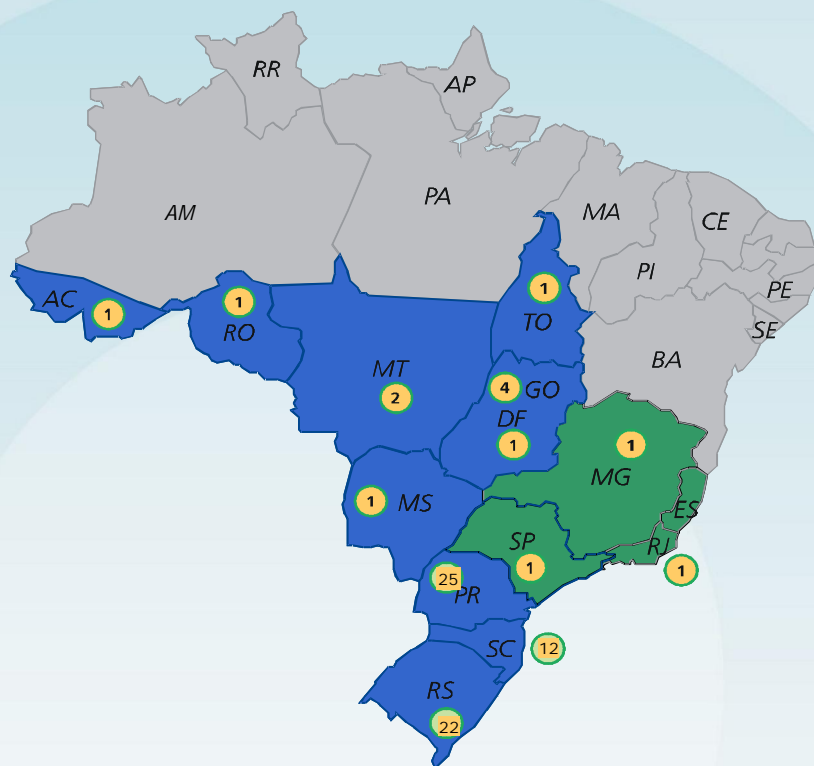 RR
AP
AM
PA
MA
CE
PI
PE
SE
BA
AC
1
1
RO
1
TO
MT
2
4
GO
DF
1
1
MG
1
MS
ES
SP
1
RJ
1
25
PR
SC
12
RS
22